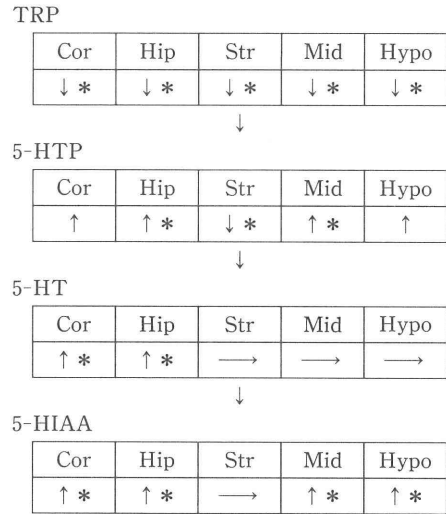 TRP
Cor Hip Str Mid Hypo
↓ * ↓ * ↓ * ↓ * ↓ *
↓
5-HTP
Cor Hip Str Mid Hypo
↑ ↑ * ↓ * ↑ * ↑
↓
5-HT
Cor Hip Str Mid Hypo
↑ * ↑ * → → →
↓
5-HIAA
Cor Hip Str Mid Hypo
↑ * ↑ * → ↑ * ↑ *